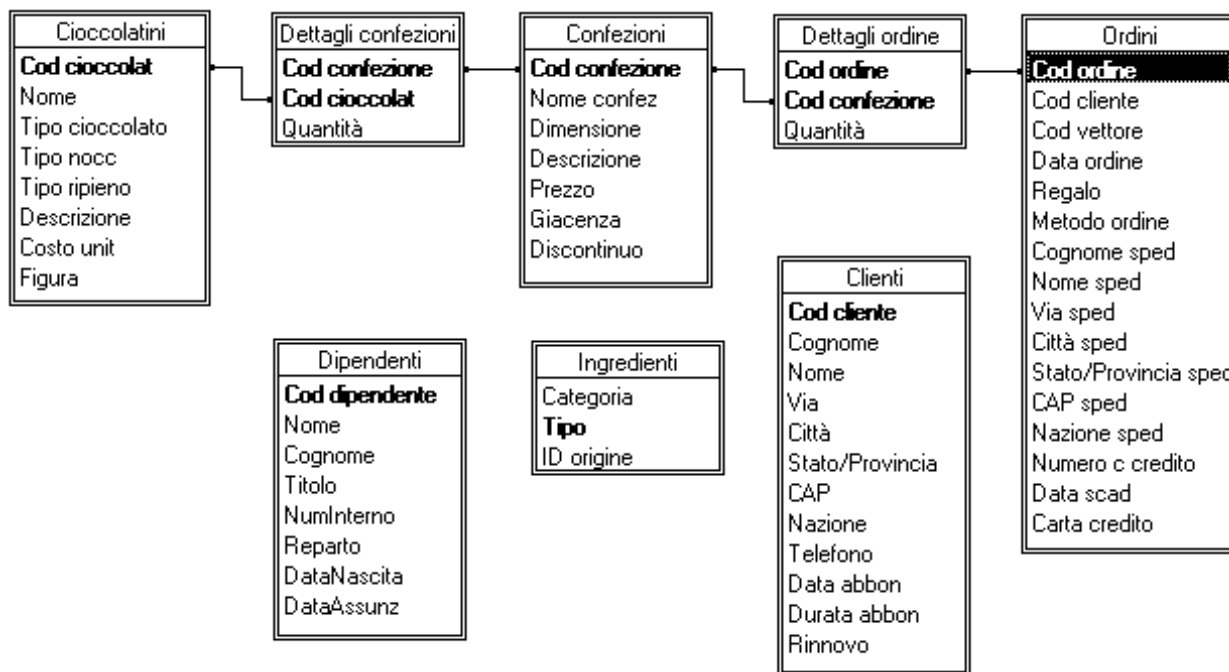 Cioccolatini
Cod cioccolat
Nome
Tipo cioccolato
Tipo nocc
Tipo ripieno
Descrizione
Costo unit
Figura
Dettagli confezioni
Cod confezione
Cod cioccolat
Quantità
Confezioni
Cod confezione
Nome confez
Dimensione
Descrizione
Prezzo
Giacenza
Discontinuo
Dettagli ordine
Cod ordine
Cod confezione
Quantità
Ordini
Cod ordine
Cod cliente
Cod vettore
Data ordine
Regalo
Metodo ordine
Cognome sped
Nome sped
Via sped
Città sped
Stato/Provincia sped
CAP sped
Nazione sped
Numero c credito
Data scad
Carta credito
Dipendenti
Cod dipendente
Nome
Cognome
Titolo
NumInterno
Reparto
DataNascita
DataAssunz
Ingredienti
Categoria
Tipo
ID origine
Clienti
Cod cliente
Cognome
Nome
Via
Città
Stato/Provincia
CAP
Nazione
Telefono
Data abbon
Durata abbon
Rinnovo